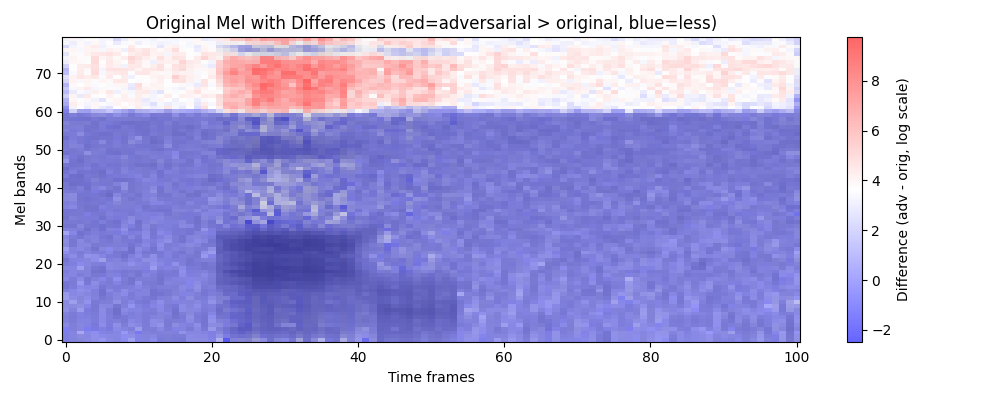 Original Mel with Differences (red=adversarial > original, blue=less)
Mel bands
70
60
50
40
30
20
10
0
0 20 40 60 80 100
Time frames
8
6
4
2
0
−2
Difference (adv - orig, log scale)